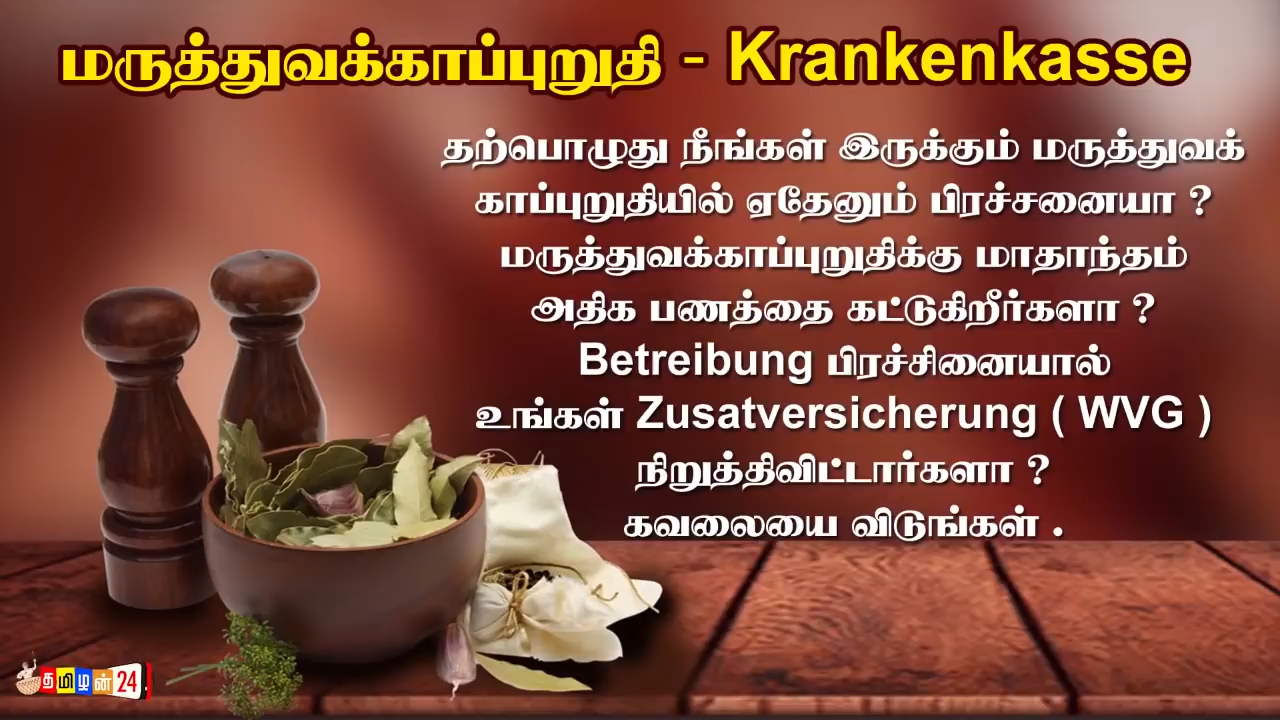 மருத்துவக்காப்புறுதி - Krankenkasse
தற்பொழுது நீங்கள் இருக்கும் மருத்துவக்
காப்புறுதியில் ஏதேனும் பிரச்சனையா ?
மருத்துவக்காப்புறுதிக்கு மாதாந்தம்
அதிக பணத்தை கட்டுகிறீர்களா ?
Betreibung பிரச்சினையால்
உங்கள் Zusatversicherung ( WVG )
நிறுத்திவிட்டார்களா ?
கவலையை விடுங்கள் .
தமிழன் 24